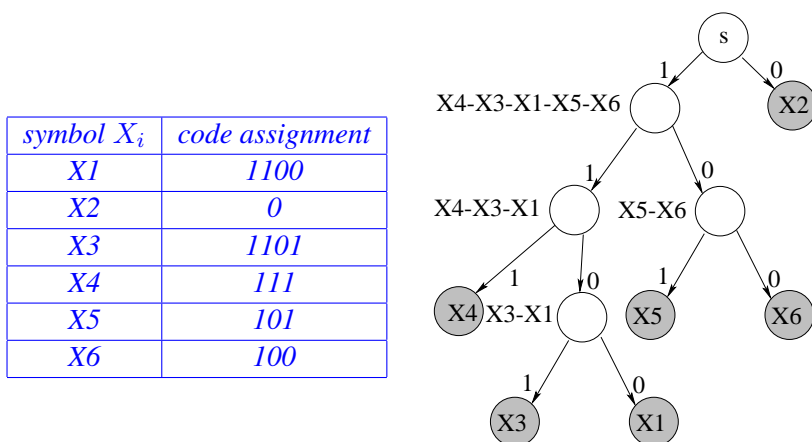 symbol Xi code assignment
X1 1100
X2 0
X3 1101
X4 111
X5 101
X6 100
s
1 0
X4-X3-X1-X5-X6 X2
1 0
X4-X3-X1 X5-X6
1 0 1 0
X4 X3-X1 X5 X6
1 0
X3 X1